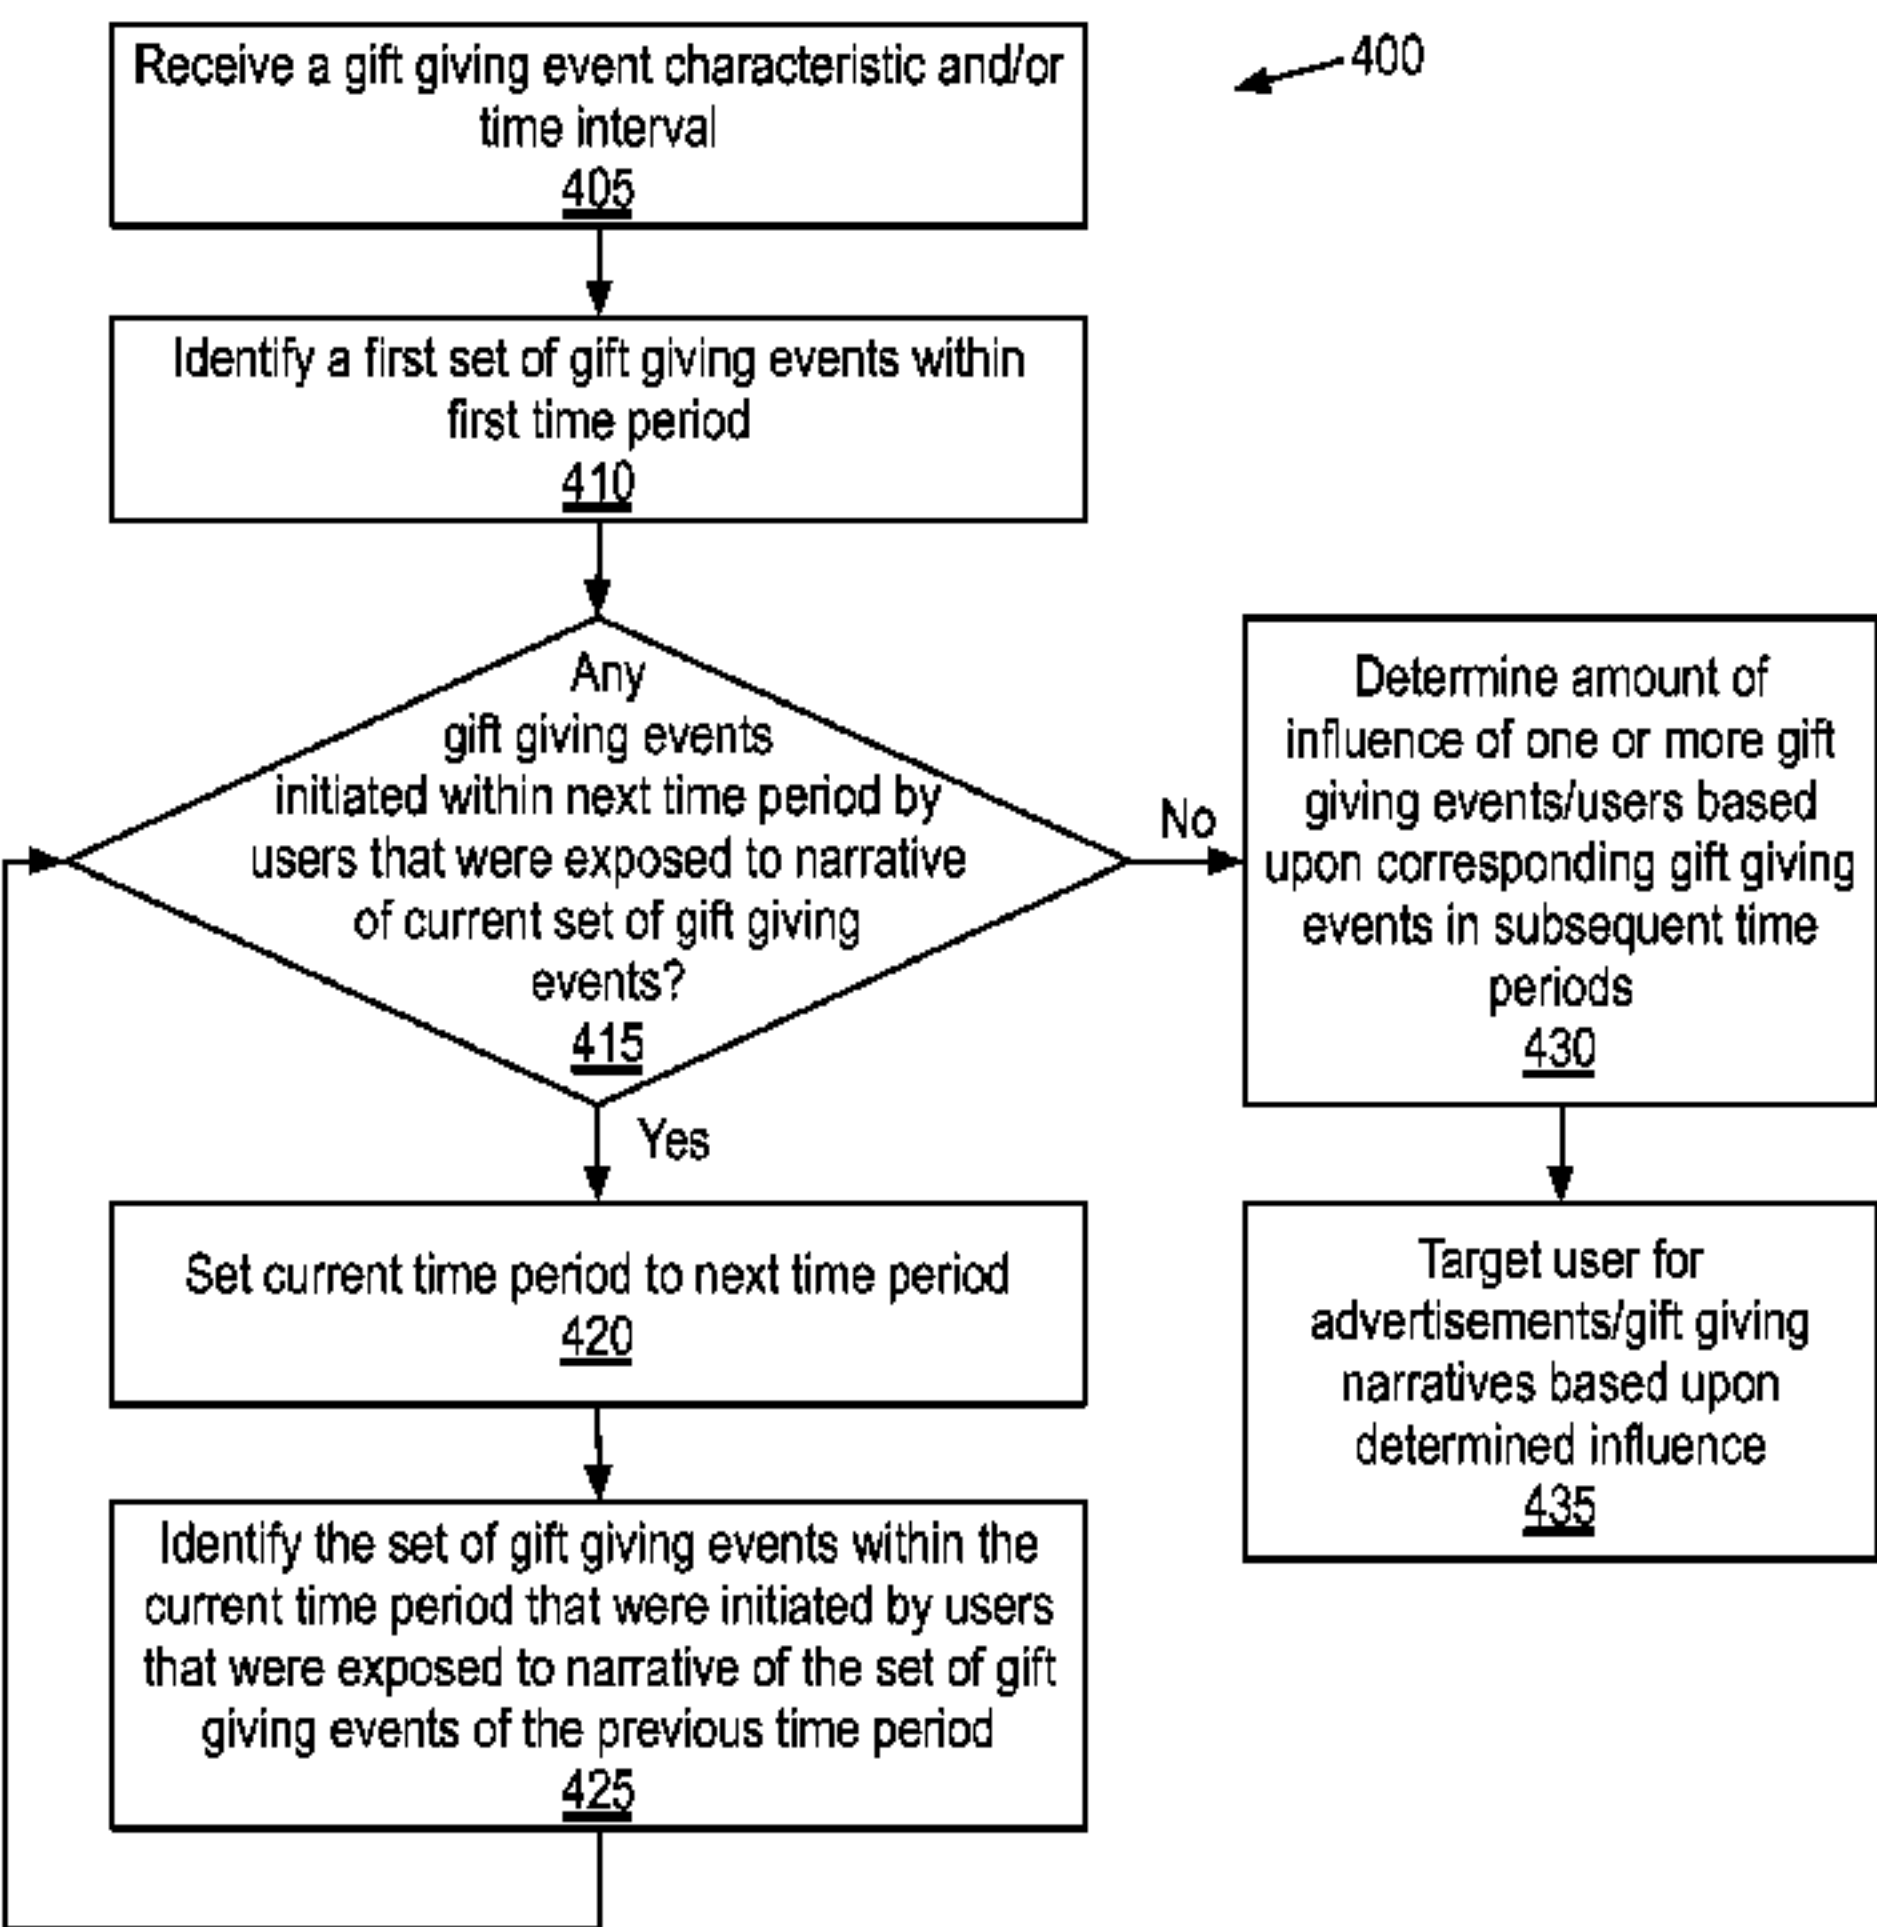 Receive a gift giving event characteristic and/or
time interval
405
400
Identify a first set of gift giving events within
first time period
410
Any
gift giving events
initiated within next time period by
users that were exposed to narrative
of current set of gift giving
events?
415
No
Yes
Determine amount of
influence of one or more gift
giving events/users based
upon corresponding gift giving
events in subsequent time
periods
430
Set current time period to next time period
420
Target user for
advertisements/gift giving
narratives based upon
determined influence
435
Identify the set of gift giving events within the
current time period that were initiated by users
that were exposed to narrative of the set of gift
giving events of the previous time period
425